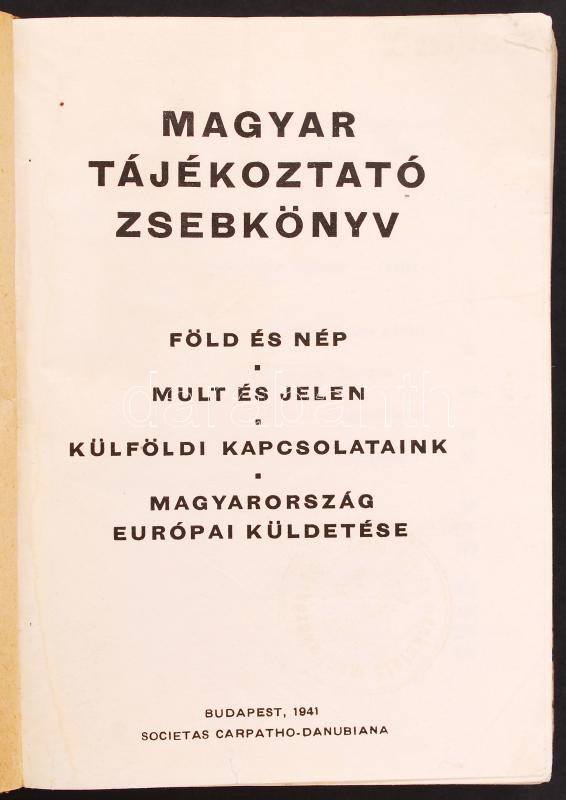 MAGYAR
TÁJÉKOZTATÓ
ZSEBKÖNYV
FÖLD ÉS NÉP
MULT ÉS JELEN
KÜLFÖLDI KAPCSOLATAINK
MAGYARORSZÁG
EURÓPAI KÜLDETÉSE
BUDAPEST, 1941
SOCIETAS CARPATHO-DANUBIANA
darabanth